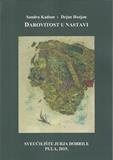 Sandra Kadum i Dejan Hozjan
DAROVITOST U NASTAVI
SVEUČILIŠTE JURJA DOBRILE
PULA, 2015.